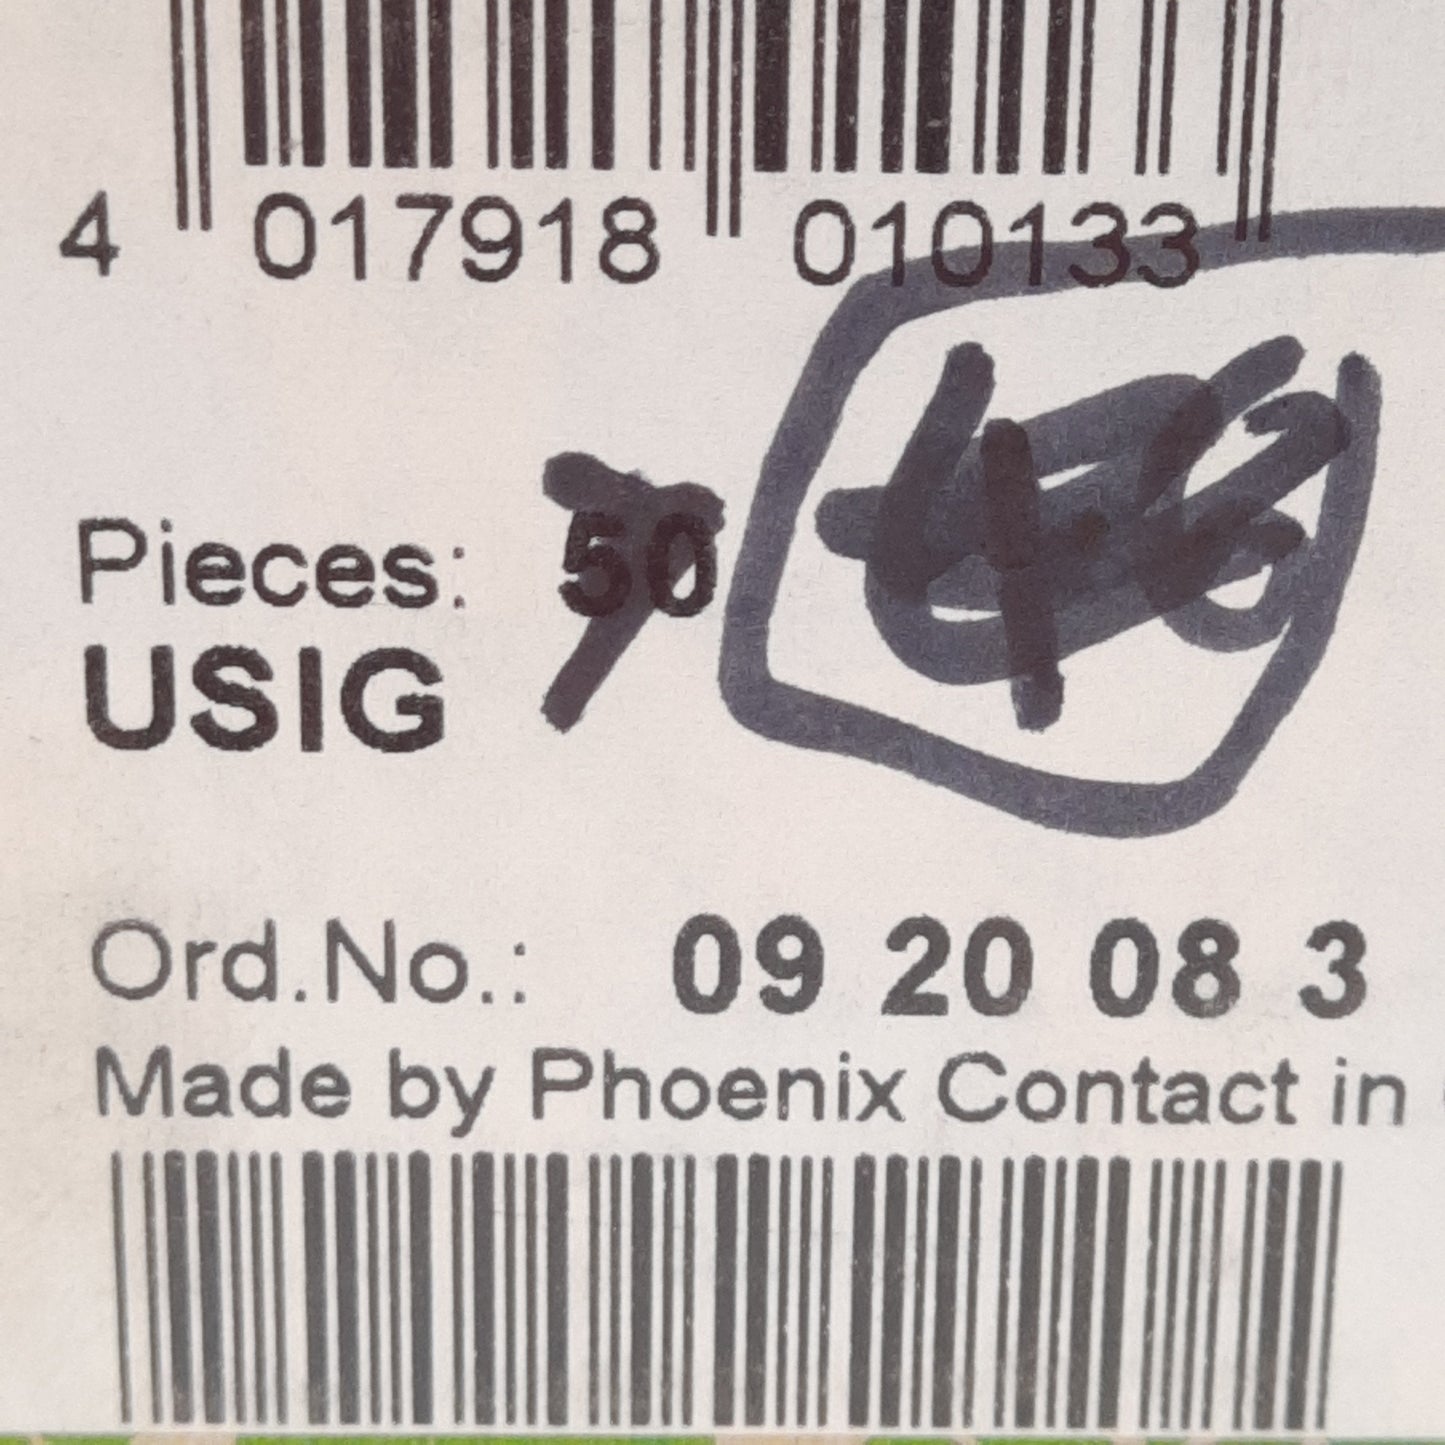 4 017918 010133
Pieces: 50
USIG
Ord.No.: 09 20 08 3
Made by Phoenix Contact in